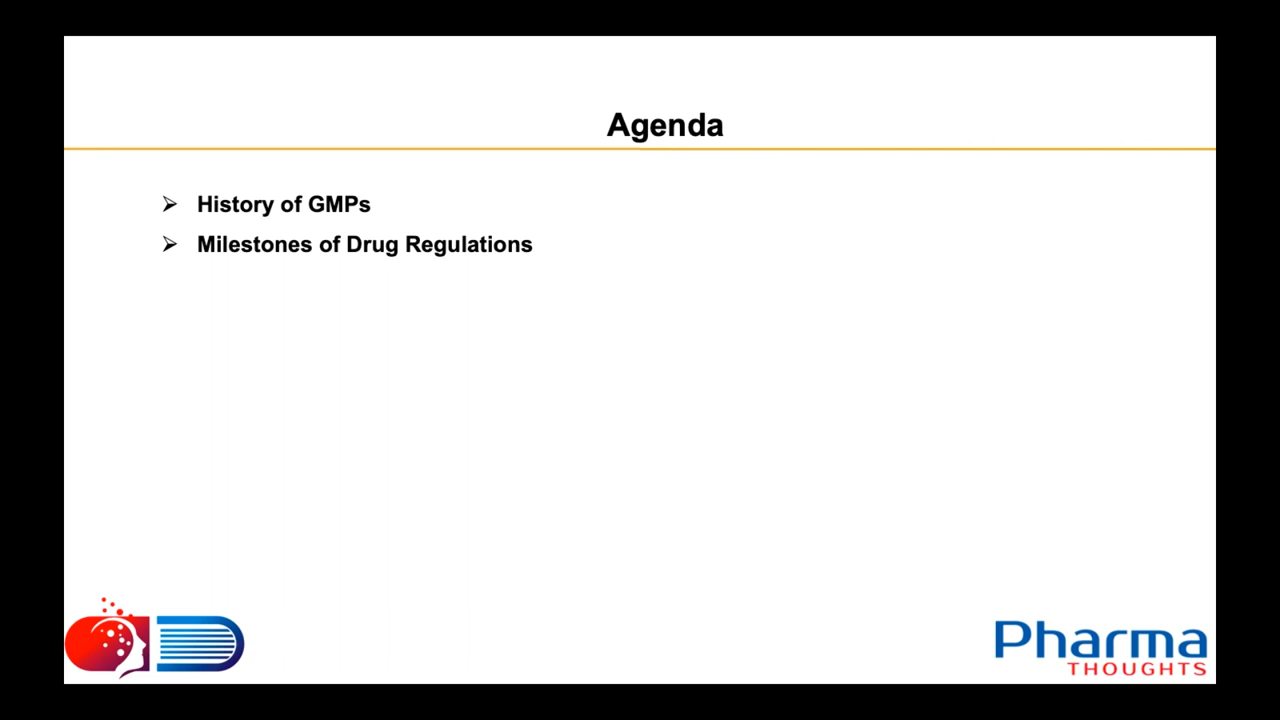 Agenda
➢ History of GMPs
➢ Milestones of Drug Regulations
Pharma
THOUGHTS